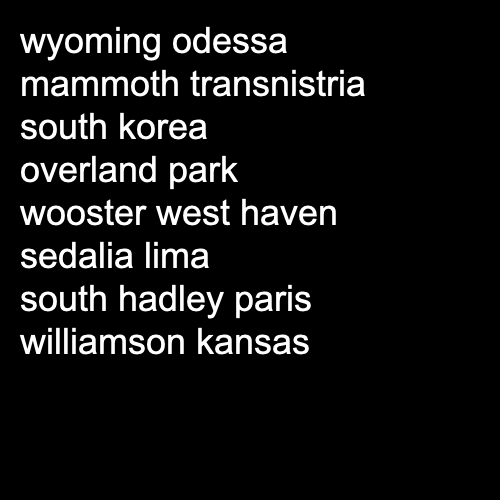 wyoming odessa
mammoth transnistria
south korea
overland park
wooster west haven
sedalia lima
south hadley paris
williamson kansas